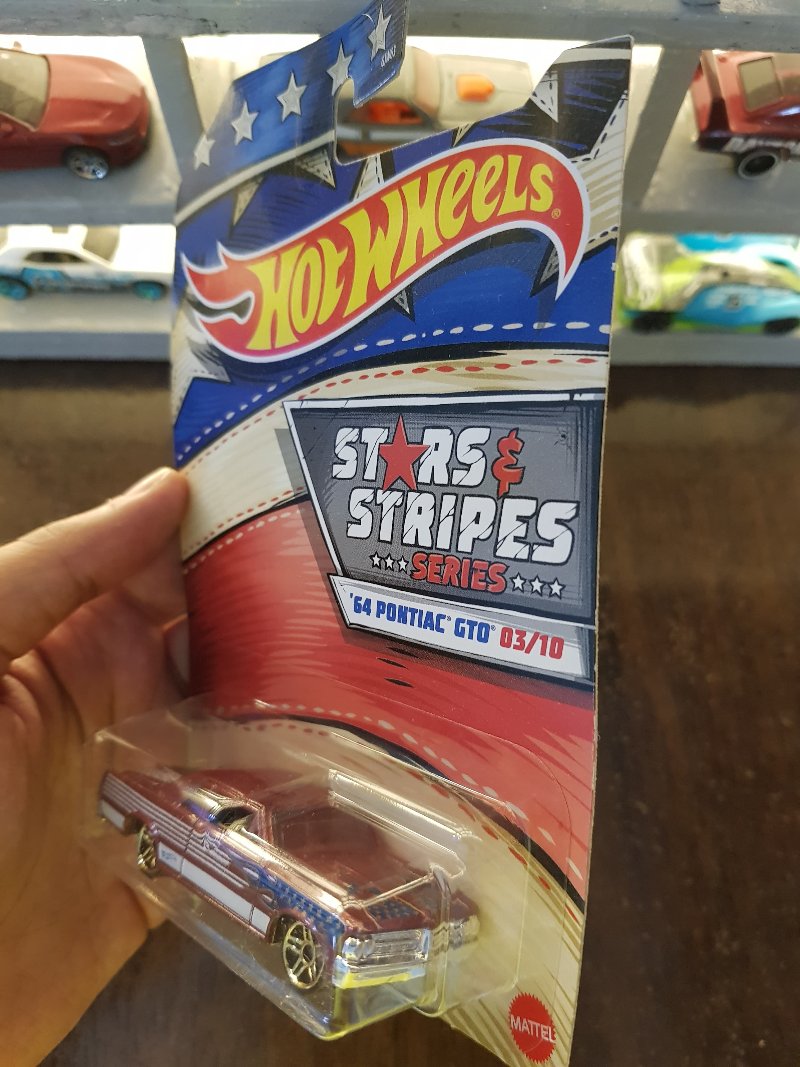 HOT WHEELS®
STARS &
STRIPES
SERIES
'64 PONTIAC® GTO® 03/10
MATTEL